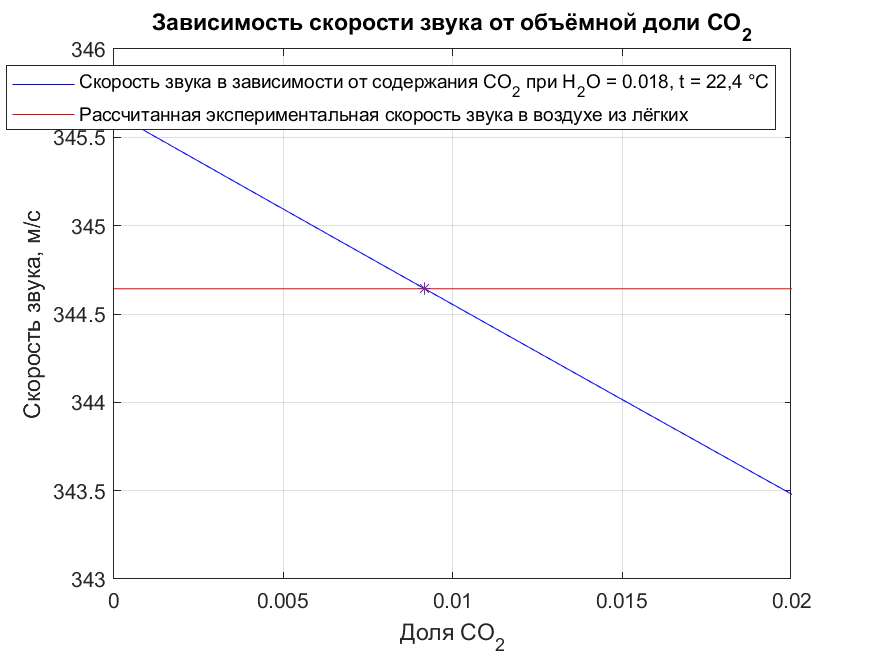 Зависимость скорости звука от объёмной доли CO2
346
Скорость звука в зависимости от содержания CO2 при H2O = 0.018, t = 22,4 °C
Рассчитанная экспериментальная скорость звука в воздухе из лёгких
345.5
345
344.5
344
343.5
343
Скорость звука, м/с
0 0.005 0.01 0.015 0.02
Доля CO2